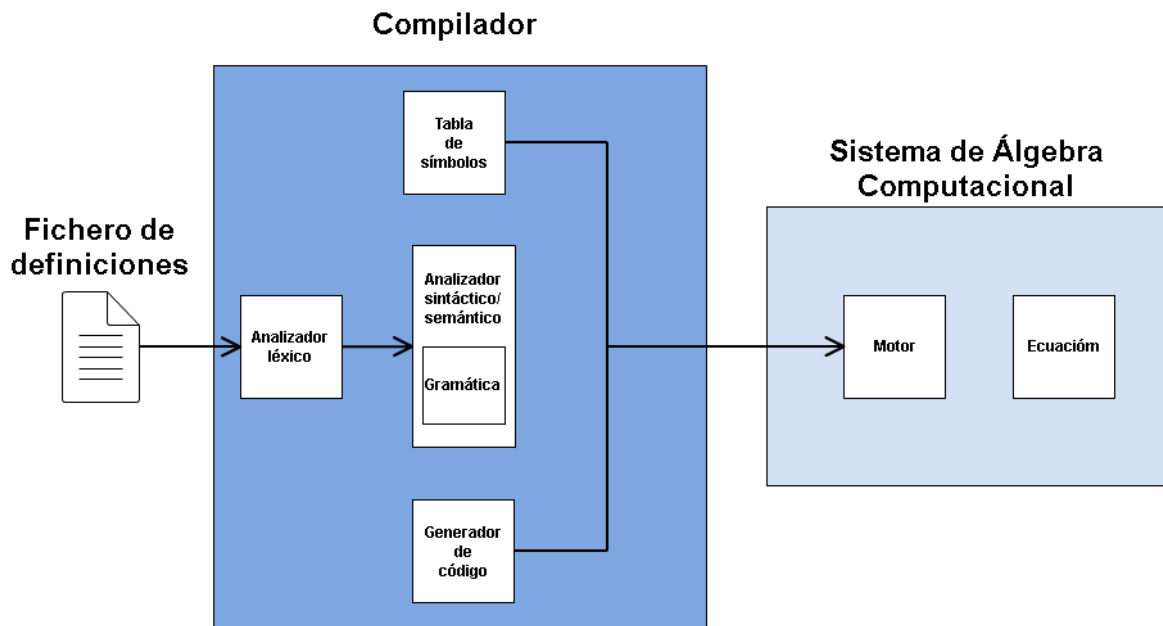 Compilador
Tabla
de
símbolos
Sistema de Álgebra
Computacional
Fichero de
definiciones
Analizador
sintáctico/
semántico
Analizador
léxico
Gramática
Motor
Ecuacióm
Generador
de
código